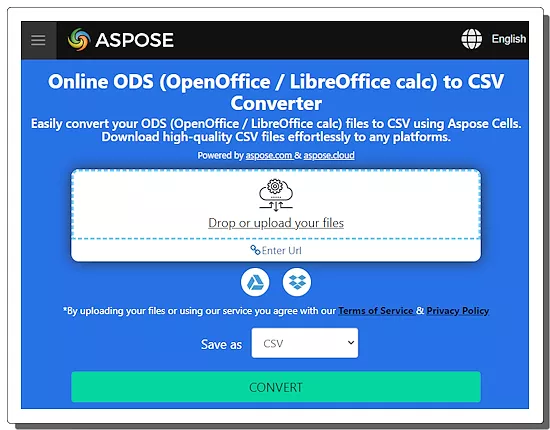 ASPOSE
English
Online ODS (OpenOffice / LibreOffice calc) to CSV
Converter
Easily convert your ODS (OpenOffice / LibreOffice calc) files to CSV using Aspose Cells.
Download high-quality CSV files effortlessly to any platforms.
Powered by aspose.com & aspose.cloud
Drop or upload your files
Enter Url
*By uploading your files or using our service you agree with our Terms of Service & Privacy Policy
Save as CSV
CONVERT